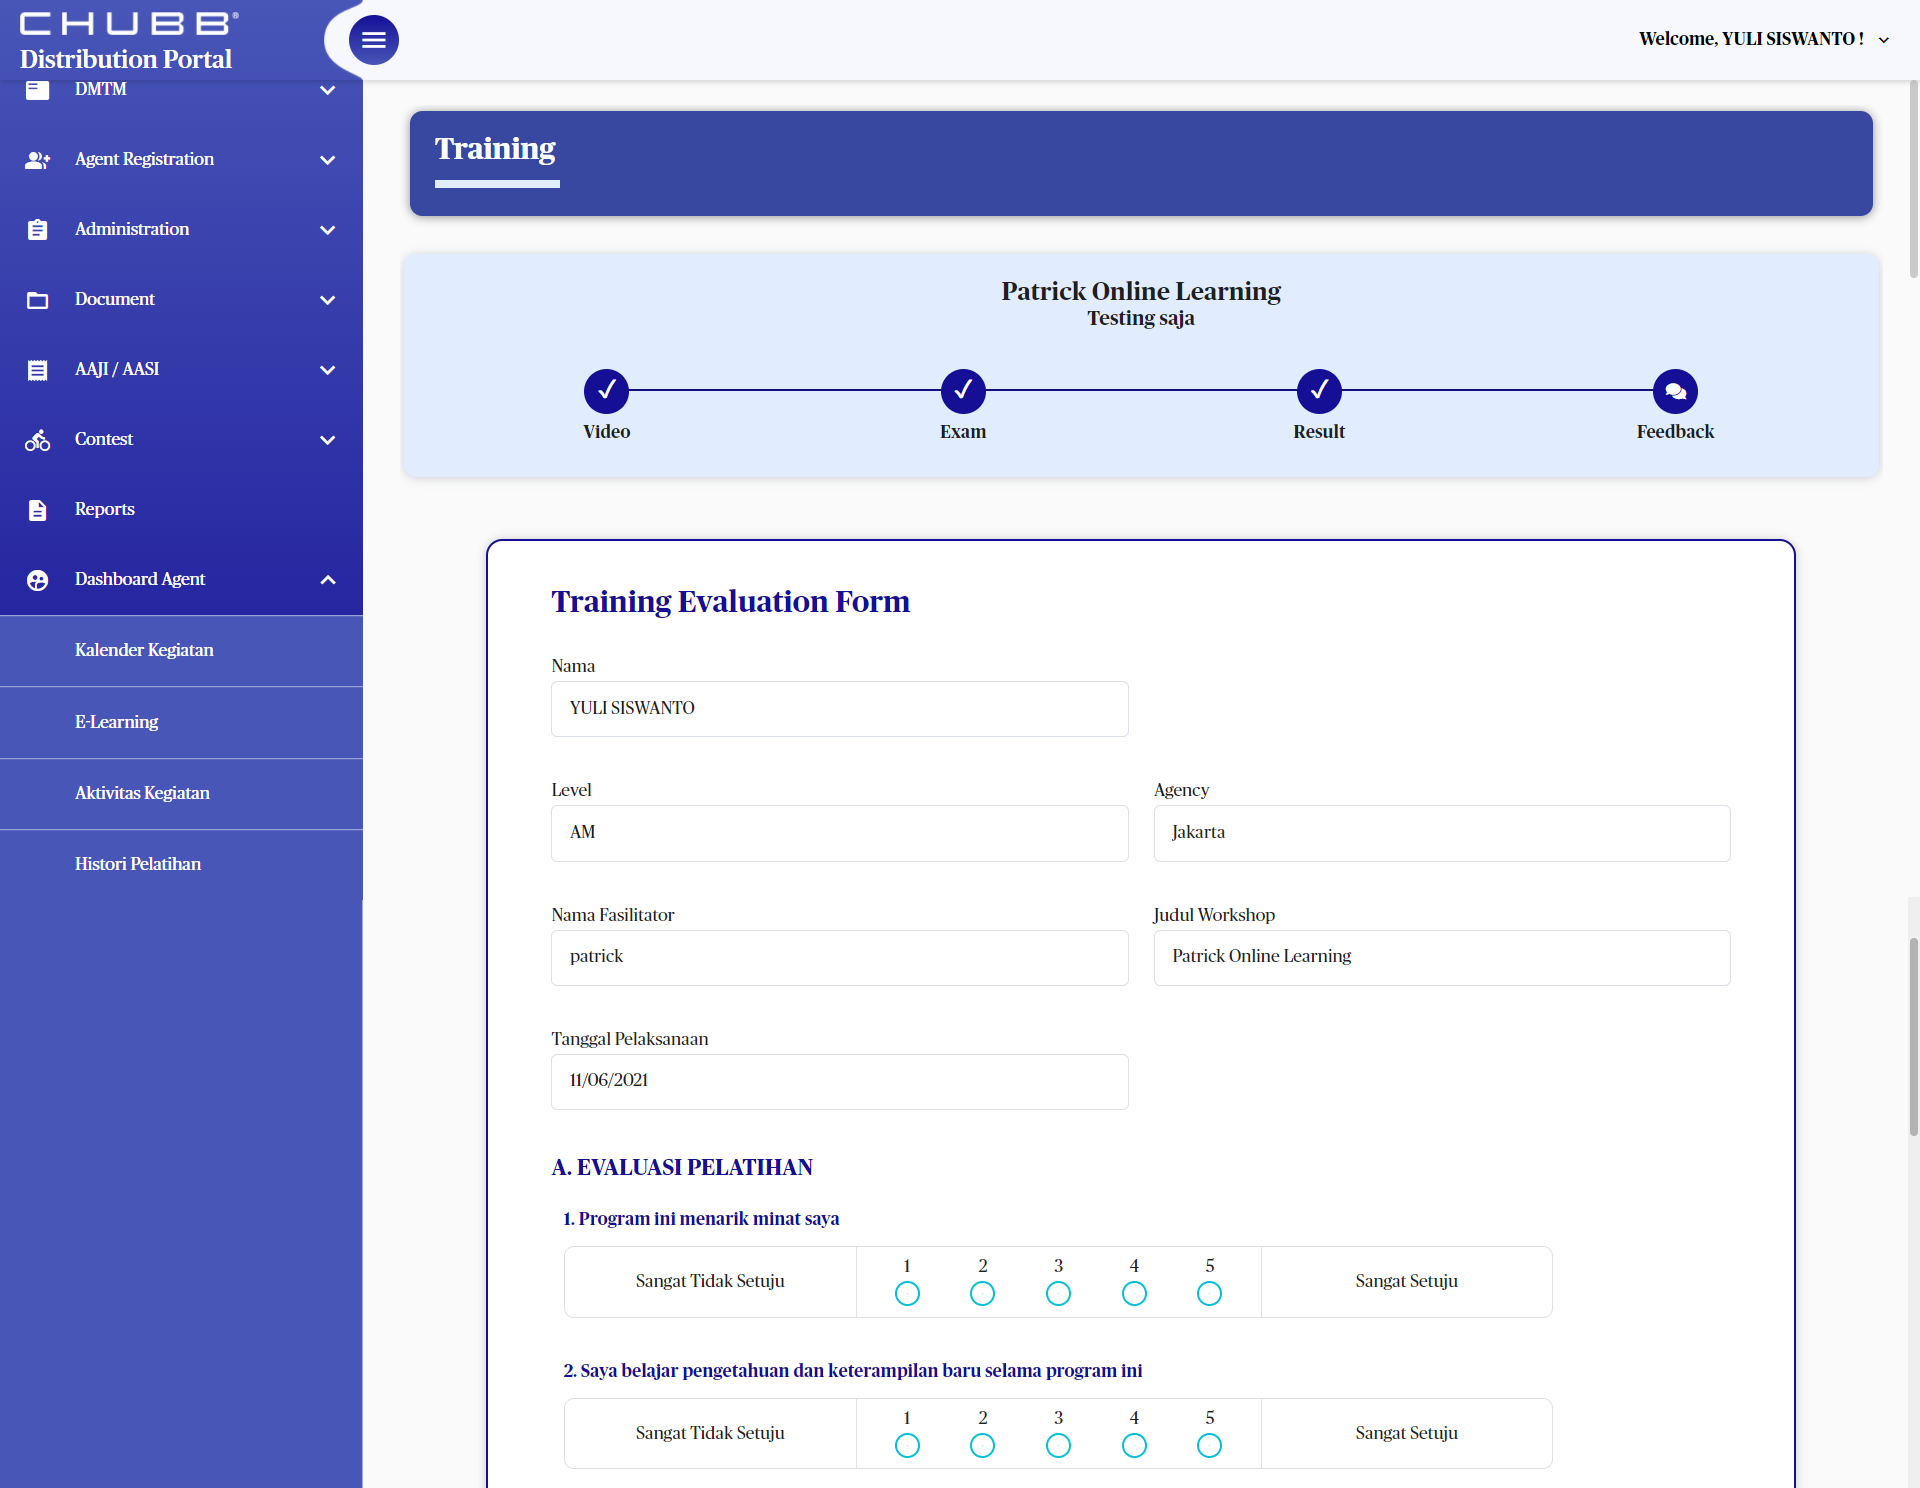 CHUBB®
Distribution Portal
Welcome, YULI SISWANTO !
DMTM
Agent Registration
Administration
Document
AAJI / AASI
Contest
Reports
Dashboard Agent
Kalender Kegiatan
E-Learning
Aktivitas Kegiatan
Histori Pelatihan
Training
Patrick Online Learning
Testing saja
Video Exam Result Feedback
Training Evaluation Form
Nama
YULI SISWANTO
Level Agency
AM Jakarta
Nama Fasilitator Judul Workshop
patrick Patrick Online Learning
Tanggal Pelaksanaan
11/06/2021
A. EVALUASI PELATIHAN
1. Program ini menarik minat saya
1 2 3 4 5
Sangat Tidak Setuju Sangat Setuju
2. Saya belajar pengetahuan dan keterampilan baru selama program ini
1 2 3 4 5
Sangat Tidak Setuju Sangat Setuju